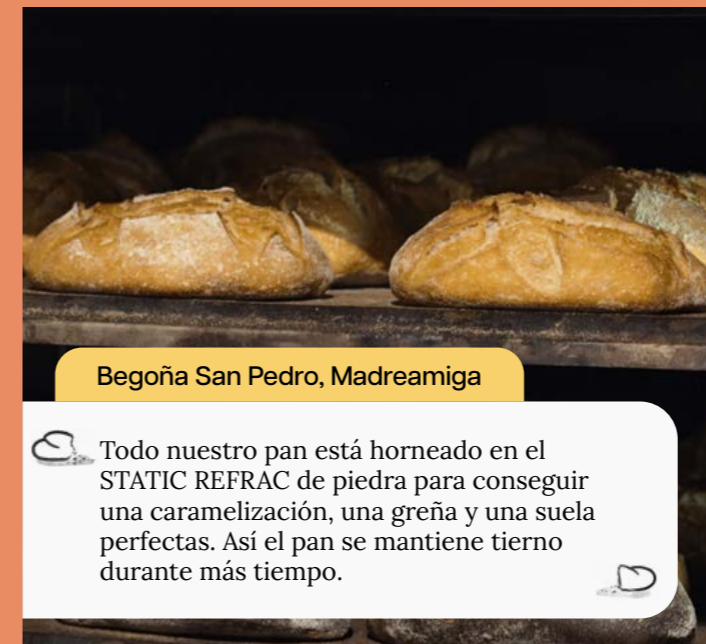 Begoña San Pedro, Madreamiga
Todo nuestro pan está horneado en el
STATIC REFRAC de piedra para conseguir
una caramelización, una greña y una suela
perfectas. Así el pan se mantiene tierno
durante más tiempo.